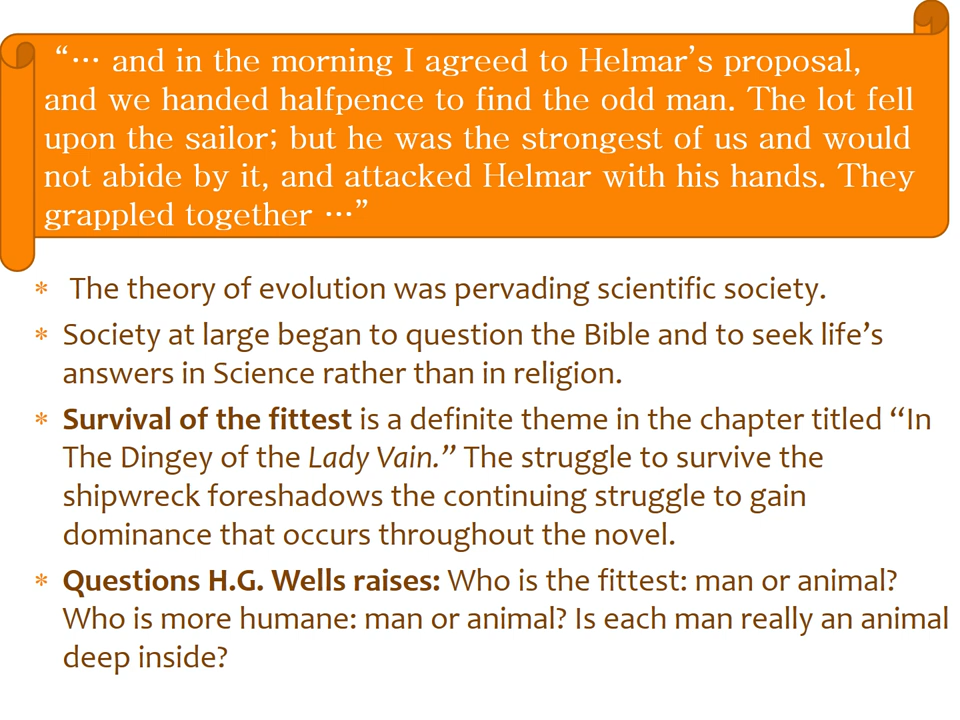 “… and in the morning I agreed to Helmar’s proposal,
and we handed halfpence to find the odd man. The lot fell
upon the sailor; but he was the strongest of us and would
not abide by it, and attacked Helmar with his hands. They
grappled together …”
* The theory of evolution was pervading scientific society.
* Society at large began to question the Bible and to seek life’s
answers in Science rather than in religion.
* Survival of the fittest is a definite theme in the chapter titled “In
The Dingey of the Lady Vain.” The struggle to survive the
shipwreck foreshadows the continuing struggle to gain
dominance that occurs throughout the novel.
* Questions H.G. Wells raises: Who is the fittest: man or animal?
Who is more humane: man or animal? Is each man really an animal
deep inside?